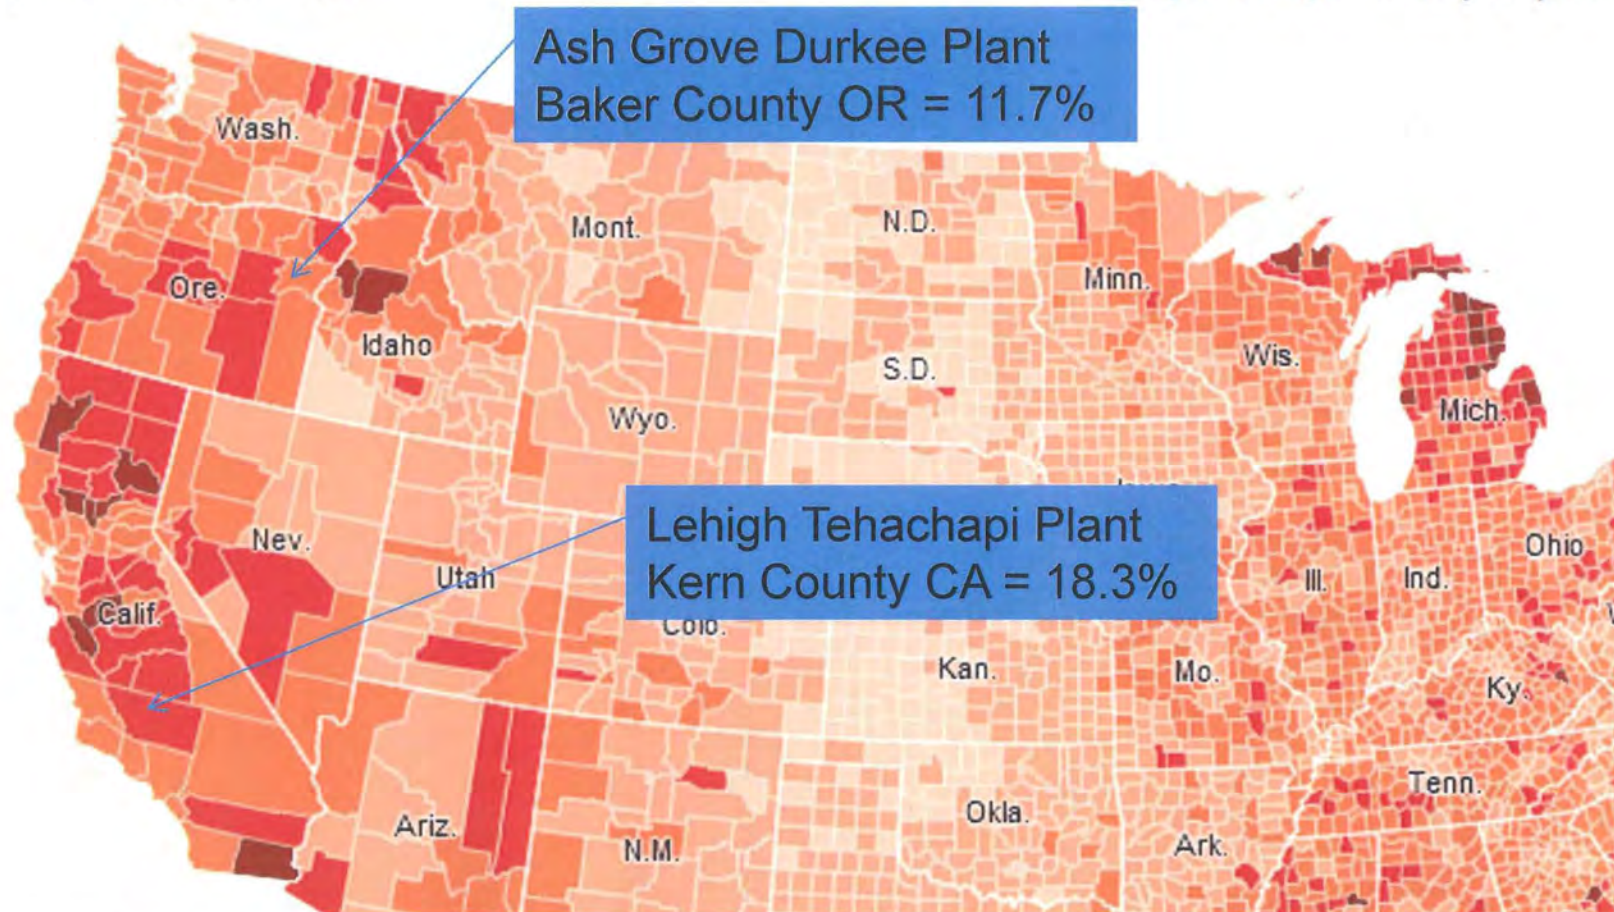 Ash Grove Durkee Plant
Baker County OR = 11.7%
Wash.
Mont.
N.D.
Minn.
Ore.
Idaho
Wis.
S.D.
Mich.
Wyo.
Lehigh Tehachapi Plant
Kern County CA = 18.3%
Nev.
Utah
Ohio
Ill.
Ind.
Calif.
Colo.
Kan.
Mo.
Ky.
Tenn.
Ariz.
N.M.
Okla.
Ark.